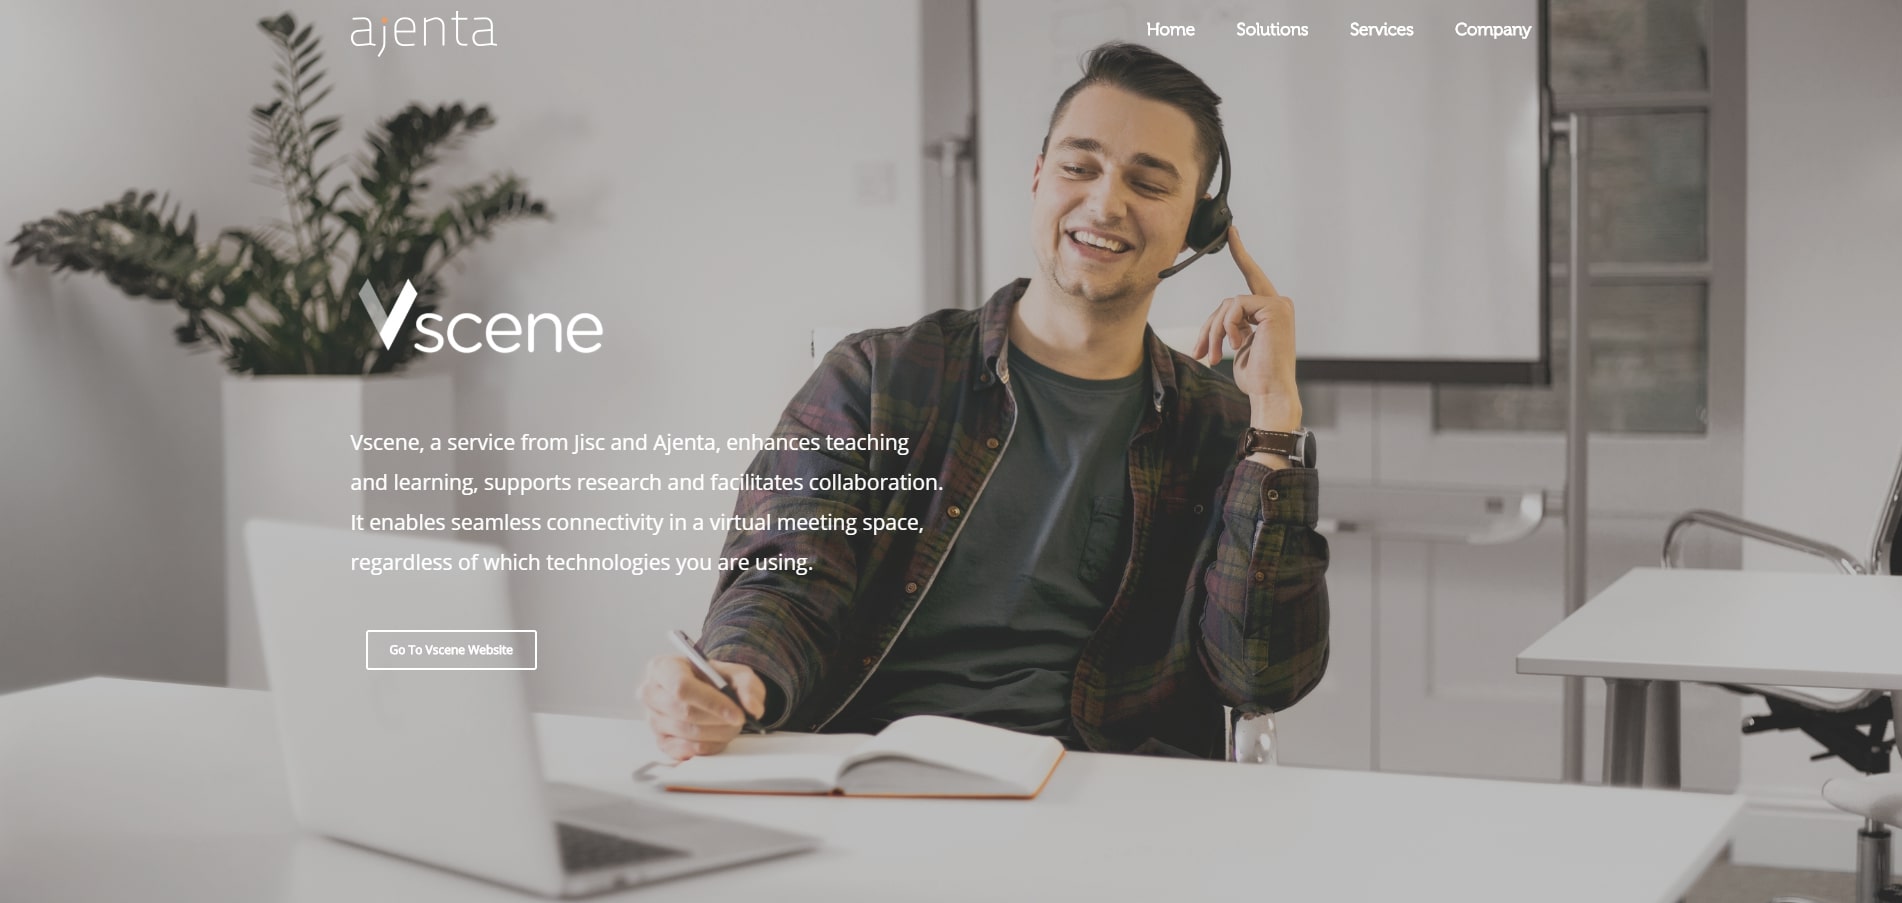 ajenta
Home Solutions Services Company
Vscene
Vscene, a service from Jisc and Ajenta, enhances teaching
and learning, supports research and facilitates collaboration.
It enables seamless connectivity in a virtual meeting space,
regardless of which technologies you are using.
Go To Vscene Website